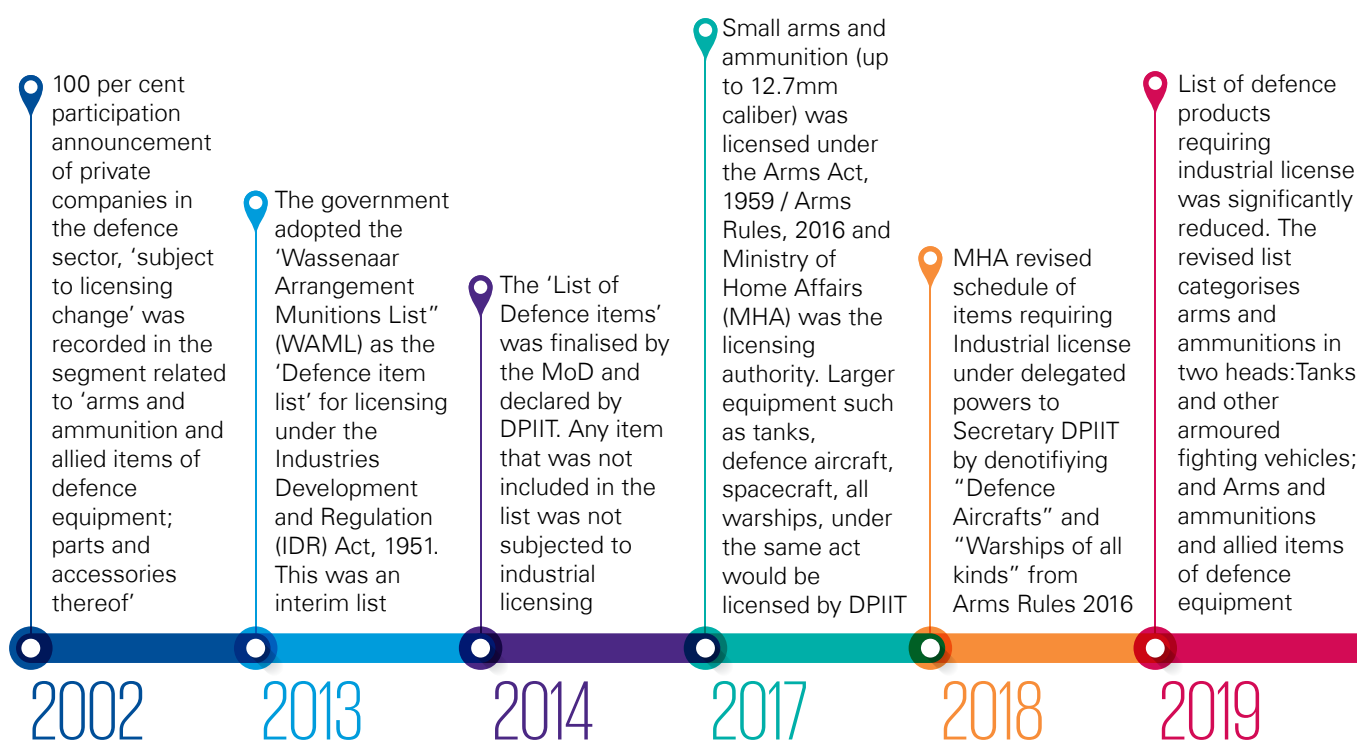 100 per cent
participation
announcement
of private
companies in
the defence
sector, ‘subject
to licensing
change’ was
recorded in the
segment related
to ‘arms and
ammunition and
allied items of
defence
equipment;
parts and
accessories
thereof’
2002
The government
adopted the
‘Wassenaar
Arrangement
Munitions List”
(WAML) as the
‘Defence item
list’ for licensing
under the
Industries
Development
and Regulation
(IDR) Act, 1951.
This was an
interim list
2013
The ‘List of
Defence items’
was finalised by
the MoD and
declared by
DPIIT. Any item
that was not
included in the
list was not
subjected to
industrial
licensing
2014
Small arms and
ammunition (up
to 12.7mm
caliber) was
licensed under
the Arms Act,
1959 / Arms
Rules, 2016 and
Ministry of
Home Affairs
(MHA) was the
licensing
authority. Larger
equipment such
as tanks,
defence aircraft,
spacecraft, all
warships, under
the same act
would be
licensed by DPIIT
2017
MHA revised
schedule of
items requiring
Industrial license
under delegated
powers to
Secretary DPIIT
by denotifiying
“Defence
Aircrafts” and
“Warships of all
kinds” from
Arms Rules 2016
2018
List of defence
products
requiring
industrial license
was significantly
reduced. The
revised list
categorises
arms and
ammunitions in
two heads:Tanks
and other
armoured
fighting vehicles;
and Arms and
ammunitions
and allied items
of defence
equipment
2019